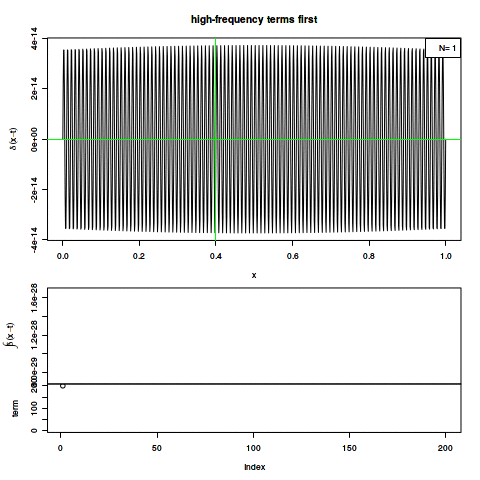 high-frequency terms first
N= 1
4e-14
2e-14
0e+00
-2e-14
-4e-14
δ(x-t)
0.0 0.2 0.4 0.6 0.8 1.0
x
1.6e-28
1.2e-28
∫δ(x-t)
200
100
0
term
0 50 100 150 200
Index